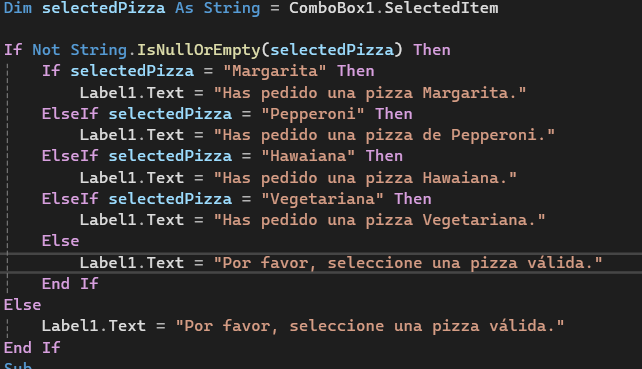 Dim selectedPizza As String = ComboBox1.SelectedItem
If Not String.IsNullOrEmpty(selectedPizza) Then
If selectedPizza = "Margarita" Then
Label1.Text = "Has pedido una pizza Margarita."
ElseIf selectedPizza = "Pepperoni" Then
Label1.Text = "Has pedido una pizza de Pepperoni."
ElseIf selectedPizza = "Hawaiana" Then
Label1.Text = "Has pedido una pizza Hawaiana."
ElseIf selectedPizza = "Vegetariana" Then
Label1.Text = "Has pedido una pizza Vegetariana."
Else
Label1.Text = "Por favor, seleccione una pizza válida."
End If
Else
Label1.Text = "Por favor, seleccione una pizza válida."
End If
Sub